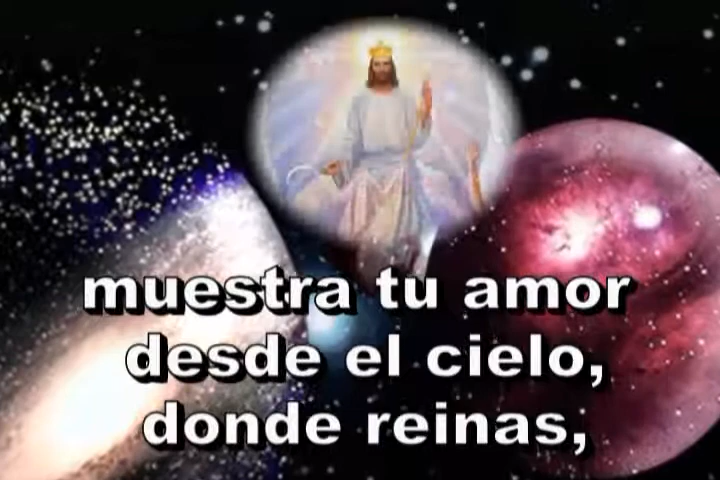 muestra tu amor
desde el cielo,
donde reinas,